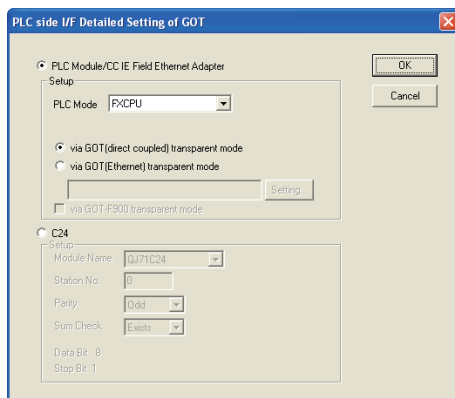 PLC side I/F Detailed Setting of GOT
PLC Module/CC IE Field Ethernet Adapter
OK
Setup
Cancel
PLC Mode FXCPU
via GOT(direct coupled) transparent mode
via GOT(Ethernet) transparent mode
Setting...
via GOT-F900 transparent mode
C24
Setup
Module Name QJ71C24
Station No. 0
Parity Odd
Sum Check Exists
Data Bit 8
Stop Bit 1